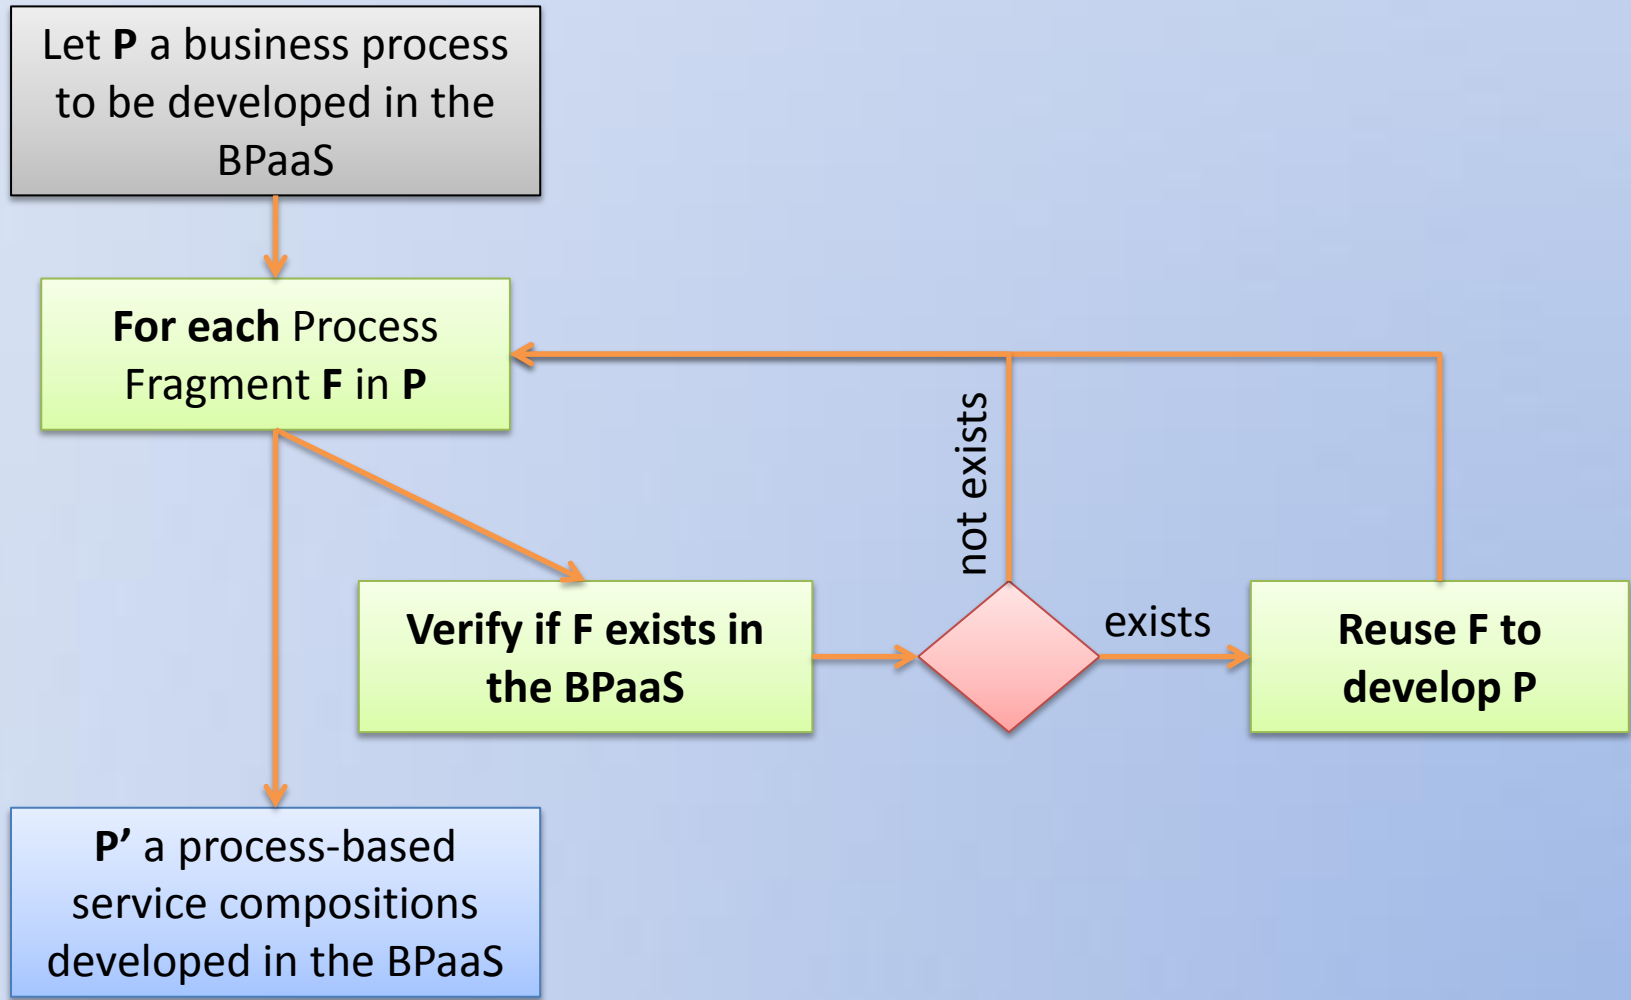 Let P a business process
to be developed in the
BPaaS
For each Process
Fragment F in P
not exists
Verify if F exists in
the BPaaS
exists
Reuse F to
develop P
P’ a process-based
service compositions
developed in the BPaaS